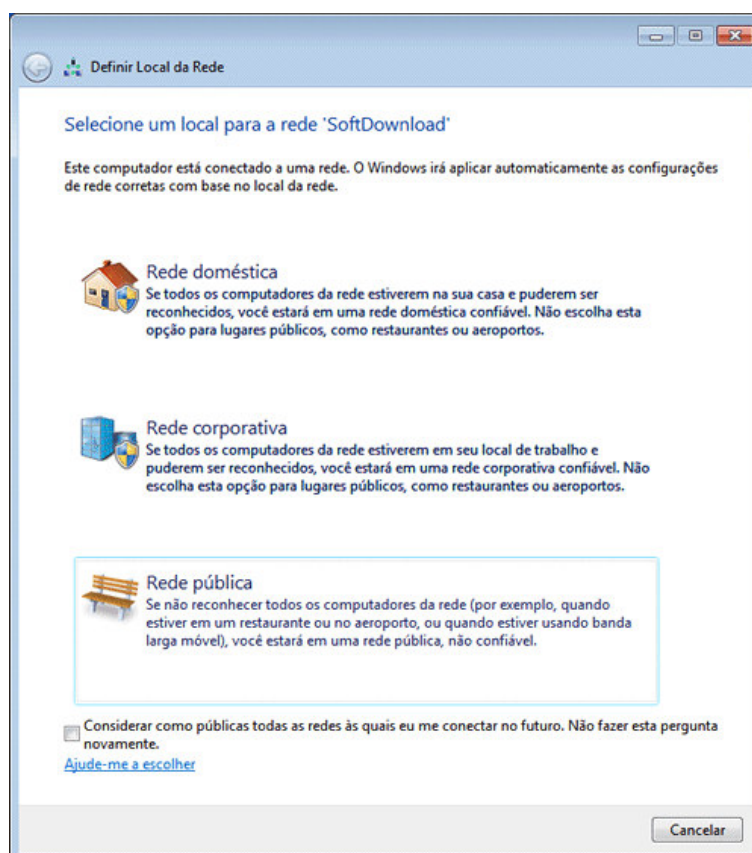 Definir Local da Rede
Selecione um local para a rede 'SoftDownload'
Este computador está conectado a uma rede. O Windows irá aplicar automaticamente as configurações
de rede corretas com base no local da rede.
Rede doméstica
Se todos os computadores da rede estiverem na sua casa e puderem ser
reconhecidos, você estará em uma rede doméstica confiável. Não escolha esta
opção para lugares públicos, como restaurantes ou aeroportos.
Rede corporativa
Se todos os computadores da rede estiverem em seu local de trabalho e
puderem ser reconhecidos, você estará em uma rede corporativa confiável. Não
escolha esta opção para lugares públicos, como restaurantes ou aeroportos.
Rede pública
Se não reconhecer todos os computadores da rede (por exemplo, quando
estiver em um restaurante ou no aeroporto, ou quando estiver usando banda
larga móvel), você estará em uma rede pública, não confiável.
Considerar como públicas todas as redes às quais eu me conectar no futuro. Não fazer esta pergunta
novamente.
Ajude-me a escolher
Cancelar